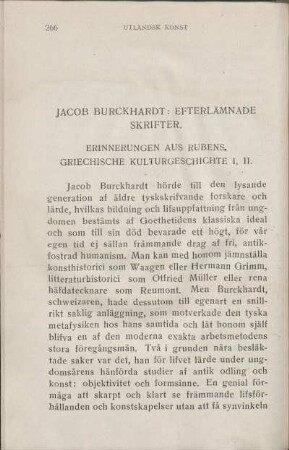 266
UTLÄNDSK KONST
JACOB BURCKHARDT: EFTERLÄMNADE
SKRIFTER.
ERINNERUNGEN AUS RUBENS.
GRIECHISCHE KULTURGESCHICHTE I, II.
Jacob Burckhardt hörde till den lysande
generation af äldre tyskskrifvande forskare och
lärde, hvilkas bildning och lifsuppfattning från ung-
domen bestämts af Goethetidens klassiska ideal
och som till sin död bevarade ett högt, för vår
egen tid ej sällan främmande drag af fri, antik-
fostrad humanism. Man kan med honom jämnställa
konsthistorici som Waagen eller Hermann Grimm,
litteraturhistorici som Otfried Müller eller rena
häfdatecknare som Reumont. Men Burckhardt,
schweizaren, hade dessutom till egenart en snill-
rikt saklig anläggning, som motverkade den tyska
metafysiken hos hans samtida och lät honom själf
blifva en af den moderna exakta arbetsmetodens
stora föregångsmän. Två i grunden nära besläk-
tade saker var det, han för lifvet lärde under ung-
domsårens hänförda studier af antik odling och
konst: objektivitet och formsinne. En genial för-
måga att skarpt och klart se främmande lifsför-
hållanden och konstskapelser utan att få synvinkeln